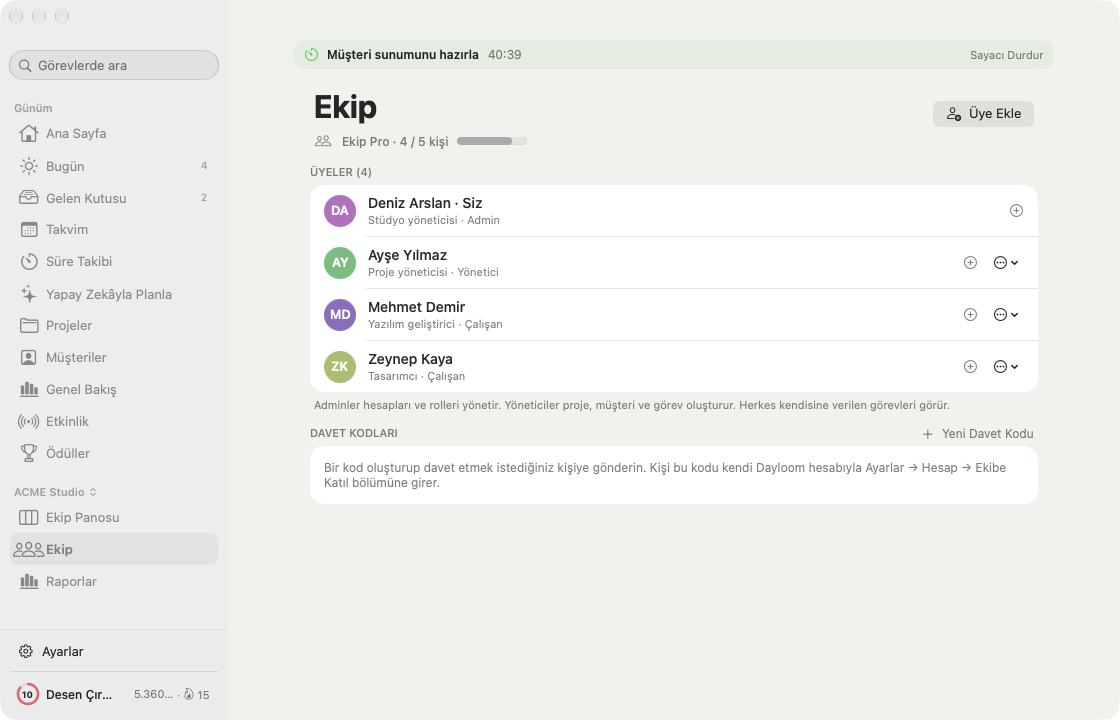 Görevlerde ara
Günüm
Ana Sayfa
Bugün 4
Gelen Kutusu 2
Takvim
Süre Takibi
Yapay Zekâyla Planla
Projeler
Müşteriler
Genel Bakış
Etkinlik
Ödüller
ACME Studio
Ekip Panosu
Ekip
Raporlar
Ayarlar
10 Desen Çır... 5.360... · 15
Müşteri sunumunu hazırla 40:39 Sayacı Durdur
Ekip
Üye Ekle
Ekip Pro · 4 / 5 kişi
ÜYELER (4)
DA Deniz Arslan · Siz
Stüdyo yöneticisi · Admin
AY Ayşe Yılmaz
Proje yöneticisi · Yönetici
MD Mehmet Demir
Yazılım geliştirici · Çalışan
ZK Zeynep Kaya
Tasarımcı · Çalışan
Adminler hesapları ve rolleri yönetir. Yöneticiler proje, müşteri ve görev oluşturur. Herkes kendisine verilen görevleri görür.
DAVET KODLARI
+ Yeni Davet Kodu
Bir kod oluşturup davet etmek istediğiniz kişiye gönderin. Kişi bu kodu kendi Dayloom hesabıyla Ayarlar → Hesap → Ekibe
Katıl bölümüne girer.